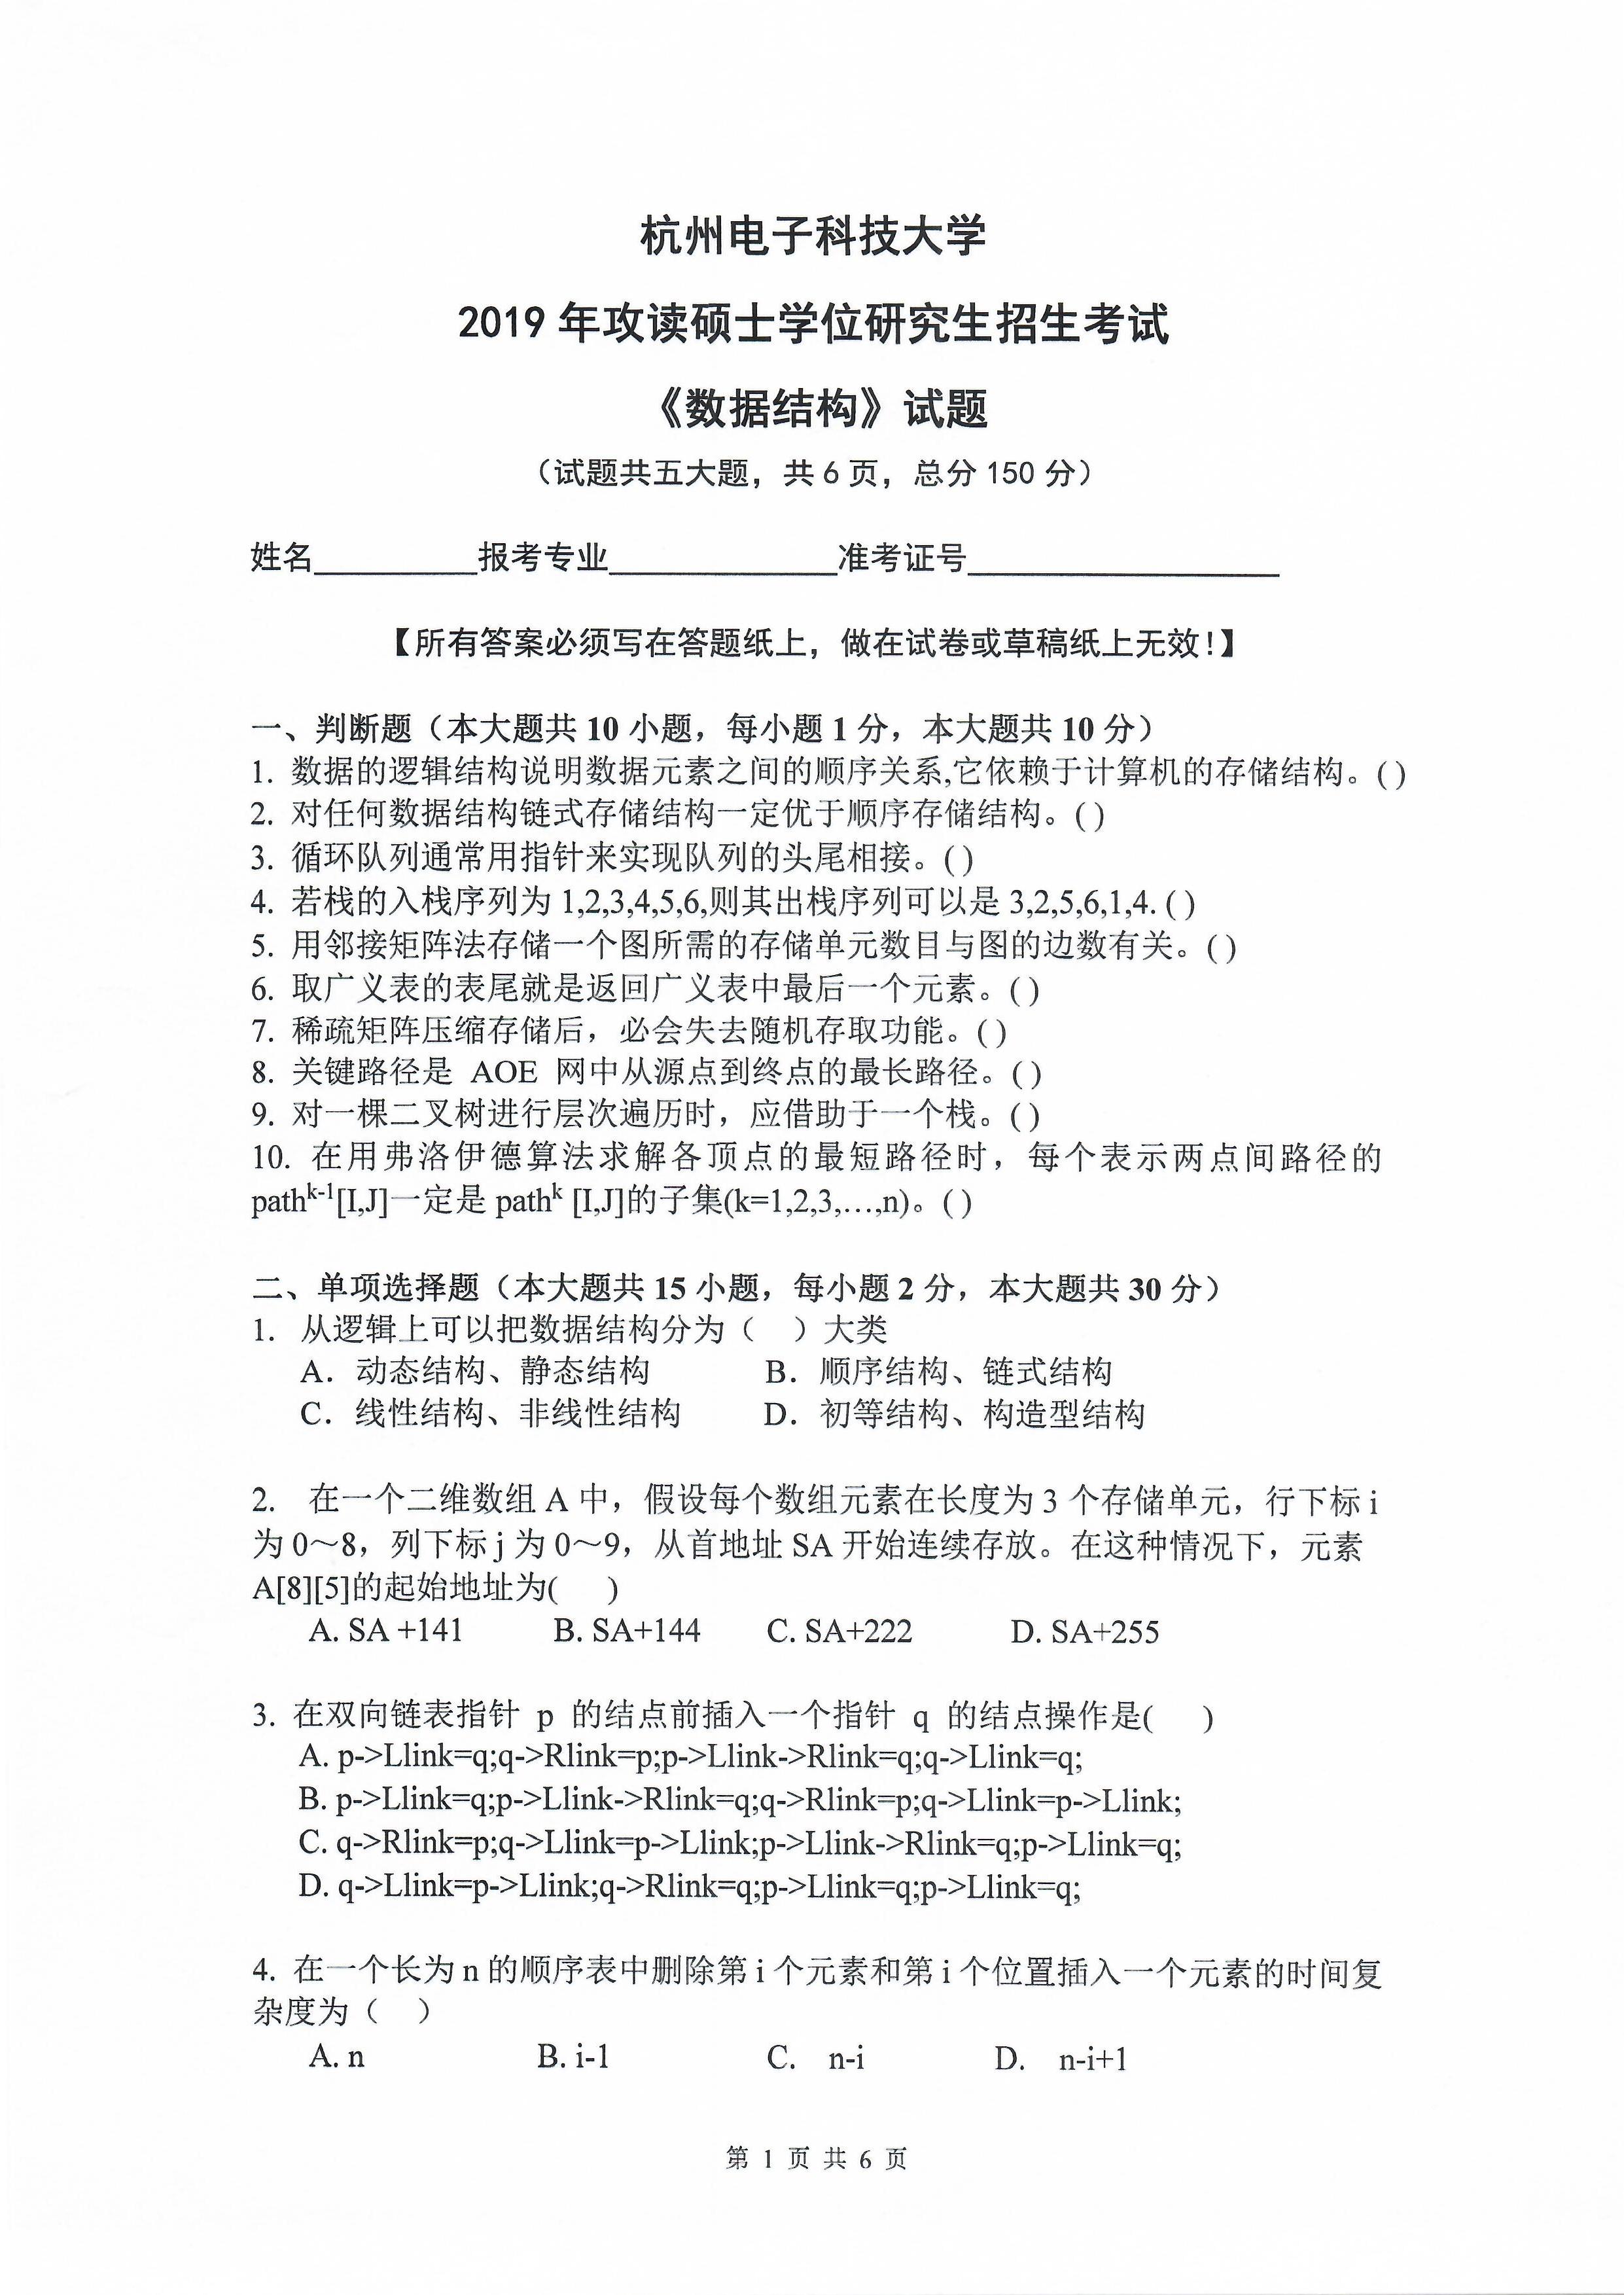 杭州电子科技大学
2019 年攻读硕士学位研究生招生考试
《数据结构》试题
（试题共五大题，共 6 页，总分 150 分）
姓名__________报考专业______________准考证号___________________
【所有答案必须写在答题纸上，做在试卷或草稿纸上无效！】
一、判断题（本大题共 10 小题，每小题 1 分，本大题共 10 分）
1. 数据的逻辑结构说明数据元素之间的顺序关系,它依赖于计算机的存储结构。( )
2. 对任何数据结构链式存储结构一定优于顺序存储结构。( )
3. 循环队列通常用指针来实现队列的头尾相接。( )
4. 若栈的入栈序列为 1,2,3,4,5,6,则其出栈序列可以是 3,2,5,6,1,4. ( )
5. 用邻接矩阵法存储一个图所需的存储单元数目与图的边数有关。( )
6. 取广义表的表尾就是返回广义表中最后一个元素。( )
7. 稀疏矩阵压缩存储后，必会失去随机存取功能。( )
8. 关键路径是 AOE 网中从源点到终点的最长路径。( )
9. 对一棵二叉树进行层次遍历时，应借助于一个栈。( )
10. 在用弗洛伊德算法求解各顶点的最短路径时，每个表示两点间路径的
path^{k-1}[I,J]一定是 path^{k} [I,J]的子集(k=1,2,3,…,n)。( )
二、单项选择题（本大题共 15 小题，每小题 2 分，本大题共 30 分）
1. 从逻辑上可以把数据结构分为（ ）大类
A．动态结构、静态结构 B．顺序结构、链式结构
C．线性结构、非线性结构 D．初等结构、构造型结构
2. 在一个二维数组 A 中，假设每个数组元素在长度为 3 个存储单元，行下标 i
为 0～8，列下标 j 为 0～9，从首地址 SA 开始连续存放。在这种情况下，元素
A[8][5]的起始地址为( )
A. SA +141 B. SA+144 C. SA+222 D. SA+255
3. 在双向链表指针 p 的结点前插入一个指针 q 的结点操作是( )
A. p->Llink=q;q->Rlink=p;p->Llink->Rlink=q;q->Llink=q;
B. p->Llink=q;p->Llink->Rlink=q;q->Rlink=p;q->Llink=p->Llink;
C. q->Rlink=p;q->Llink=p->Llink;p->Llink->Rlink=q;p->Llink=q;
D. q->Llink=p->Llink;q->Rlink=q;p->Llink=q;p->Llink=q;
4. 在一个长为 n 的顺序表中删除第 i 个元素和第 i 个位置插入一个元素的时间复
杂度为（ ）
A. n B. i-1 C. n-i D. n-i+1
第 1 页 共 6 页